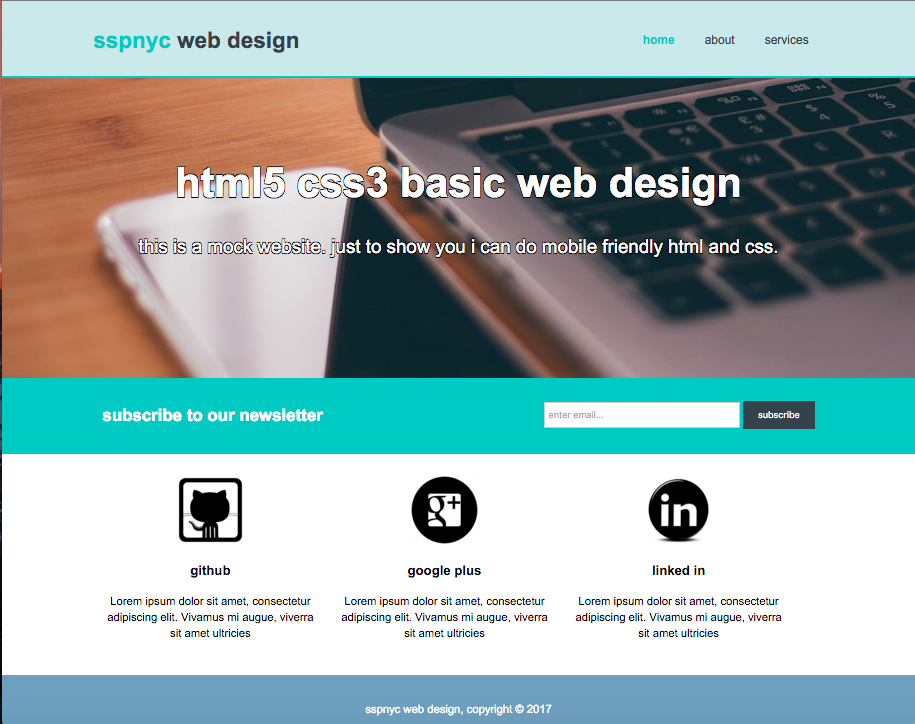 sspnyc web design
home about services
html5 css3 basic web design
this is a mock website. just to show you i can do mobile friendly html and css.
subscribe to our newsletter
enter email...
subscribe
g+
in
github
Lorem ipsum dolor sit amet, consectetur
adipiscing elit. Vivamus mi augue, viverra
sit amet ultricies
google plus
Lorem ipsum dolor sit amet, consectetur
adipiscing elit. Vivamus mi augue, viverra
sit amet ultricies
linked in
Lorem ipsum dolor sit amet, consectetur
adipiscing elit. Vivamus mi augue, viverra
sit amet ultricies
sspnyc web design, copyright © 2017